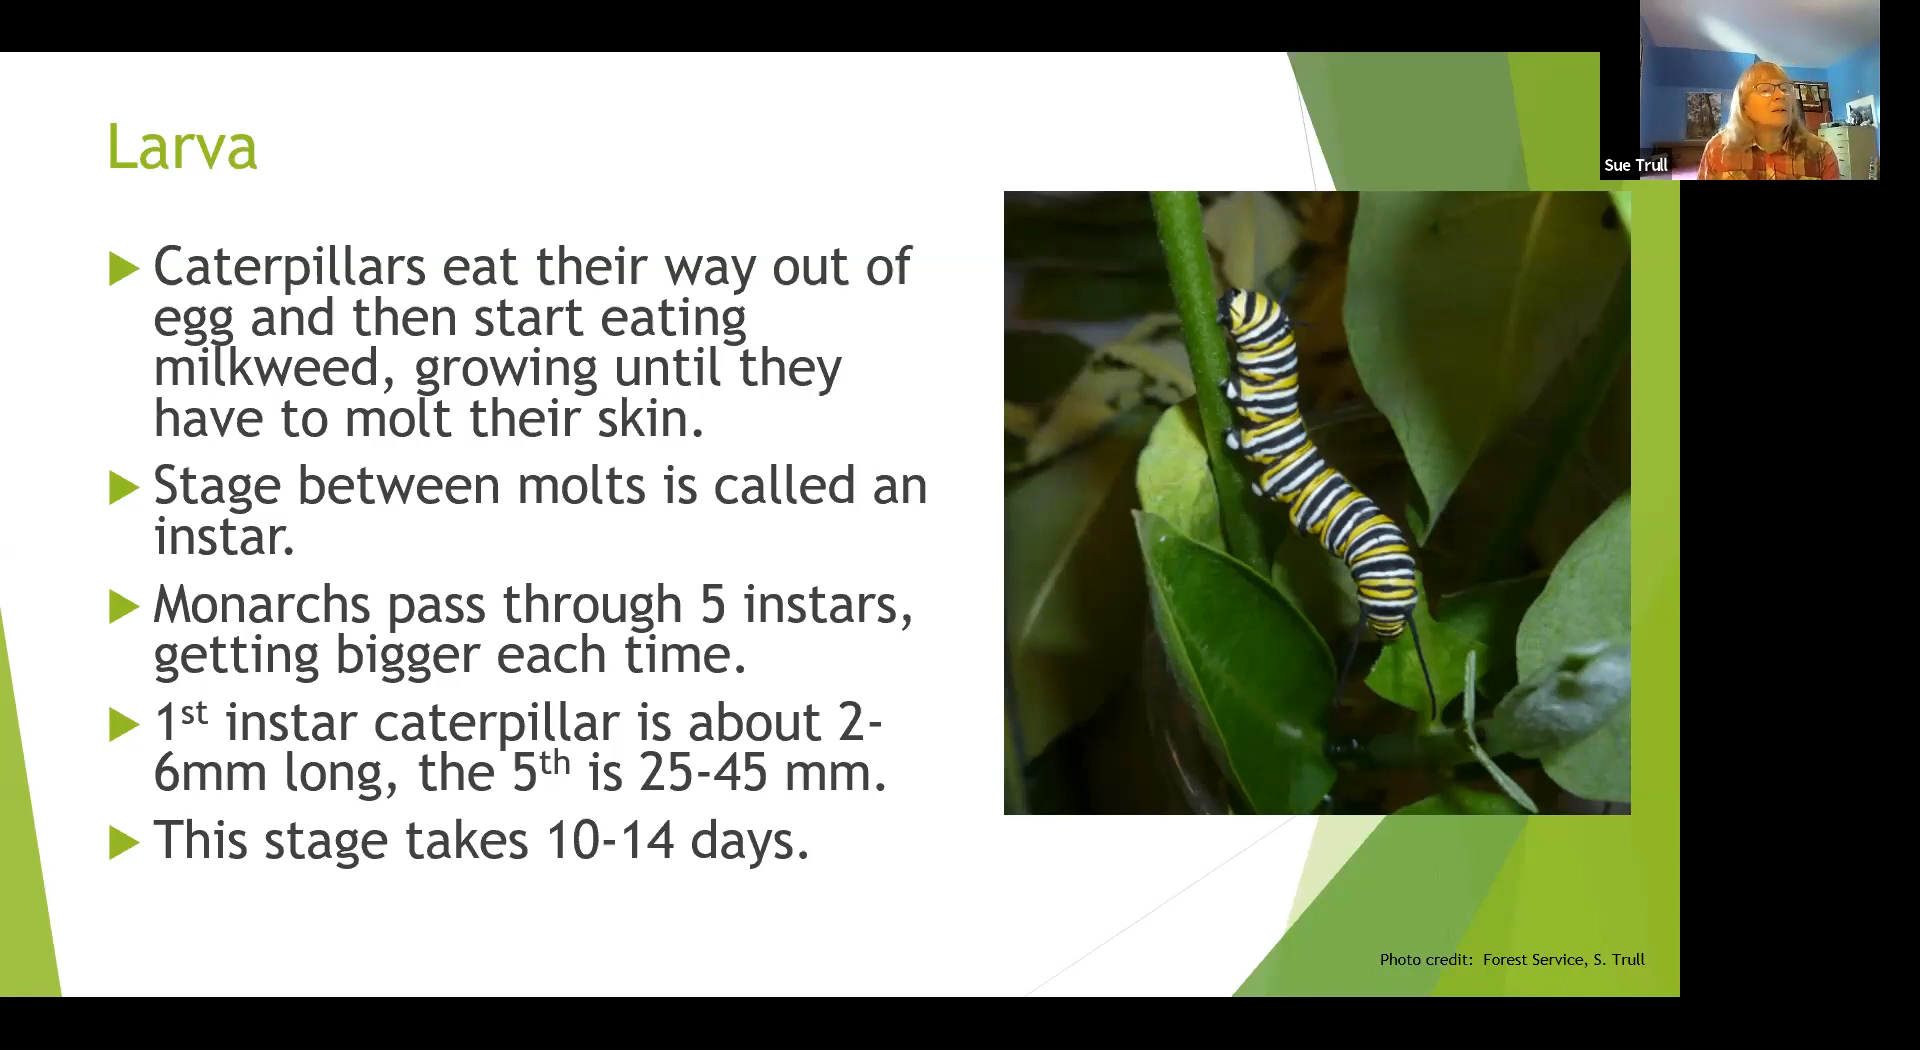 Larva
Caterpillars eat their way out of
egg and then start eating
milkweed, growing until they
have to molt their skin.
Stage between molts is called an
instar.
Monarchs pass through 5 instars,
getting bigger each time.
1st instar caterpillar is about 2-
6mm long, the 5th is 25-45 mm.
This stage takes 10-14 days.
Photo credit:  Forest Service, S. Trull
Sue Trull